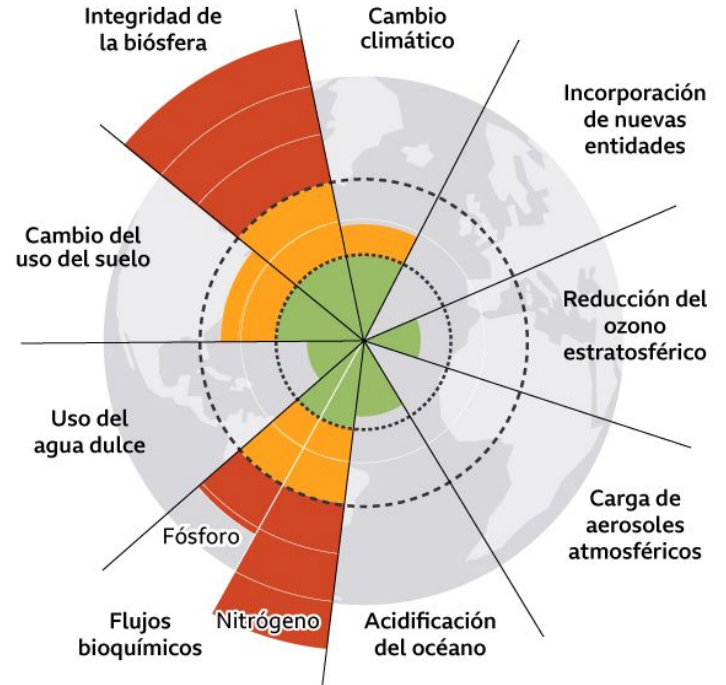 Integridad de
la biósfera
Cambio
climático
Incorporación
de nuevas
entidades
Cambio del
uso del suelo
Reducción del
ozono
estratosférico
Uso del
agua dulce
Carga de
aerosoles
atmosféricos
Fósforo
Flujos
bioquímicos
Nitrógeno
Acidificación
del océano